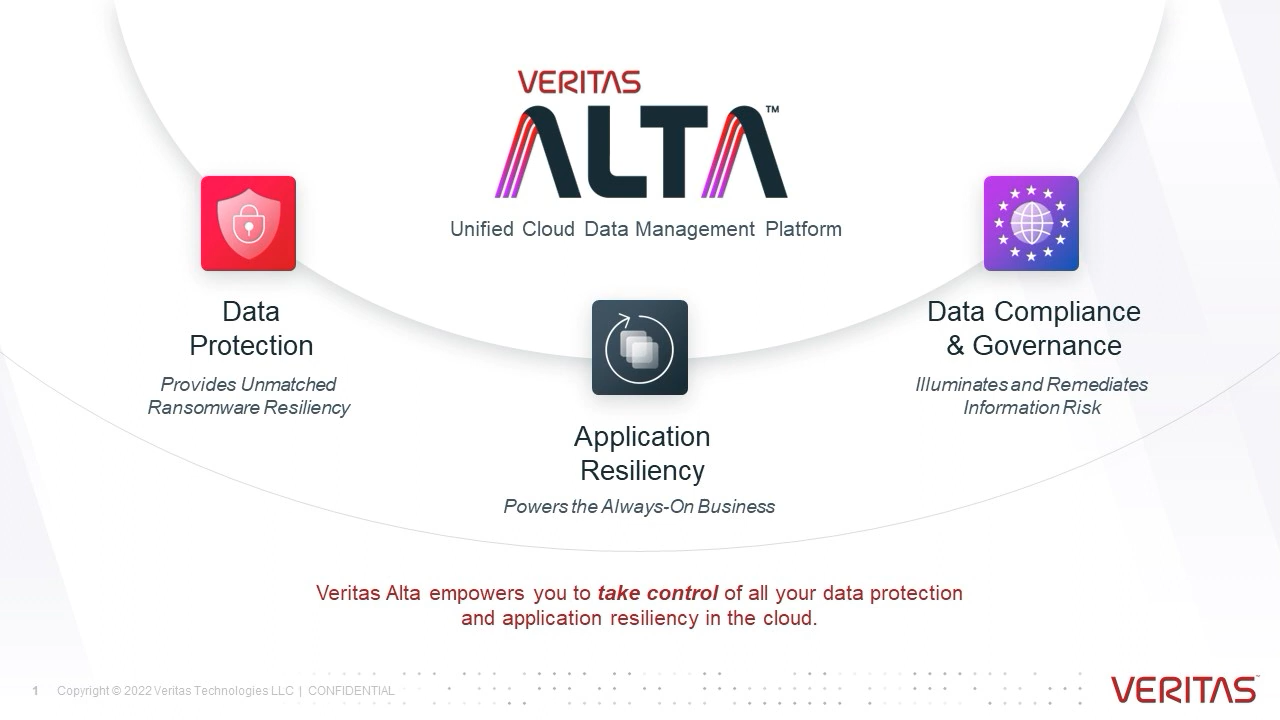 VERITAS
ALTA™
Unified Cloud Data Management Platform
Data
Protection
Provides Unmatched
Ransomware Resiliency
Application
Resiliency
Powers the Always-On Business
Data Compliance
& Governance
Illuminates and Remediates
Information Risk
Veritas Alta empowers you to take control of all your data protection
and application resiliency in the cloud.
1 Copyright © 2022 Veritas Technologies LLC | CONFIDENTIAL
VERITAS™